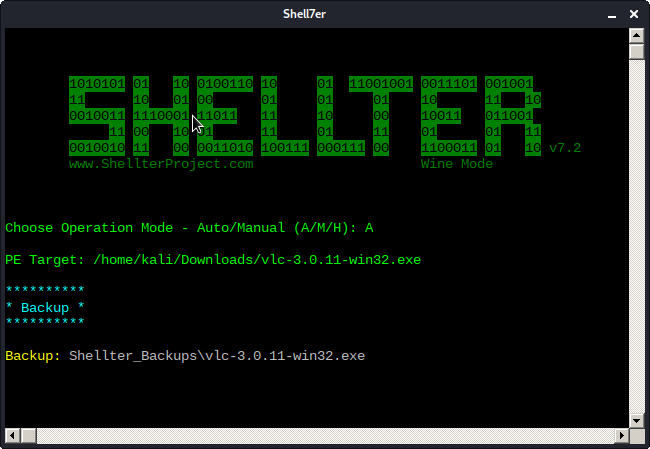 Shell7er
1010101 01 10 0100110 10 01 11001001 0011101 001001
11 10 01 00 01 01 01 10 11 10
0010011 1110001 11011 11 10 00 10011 011001
11 00 10 01 11 01 11 01 01 11
0010010 11 00 0011010 100111 000111 00 1100011 01 10 v7.2
www.ShellterProject.com Wine Mode
Choose Operation Mode - Auto/Manual (A/M/H): A
PE Target: /home/kali/Downloads/vlc-3.0.11-win32.exe
**********
* Backup *
**********
Backup: Shellter_Backups\vlc-3.0.11-win32.exe